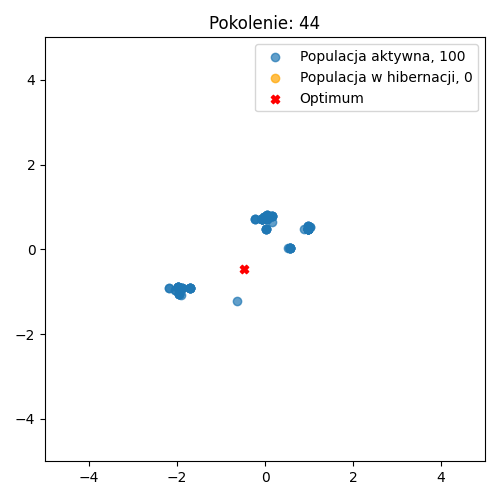 Pokolenie: 44
Populacja aktywna, 100
Populacja w hibernacji, 0
Optimum
4
2
0
−2
−4
−4 −2 0 2 4